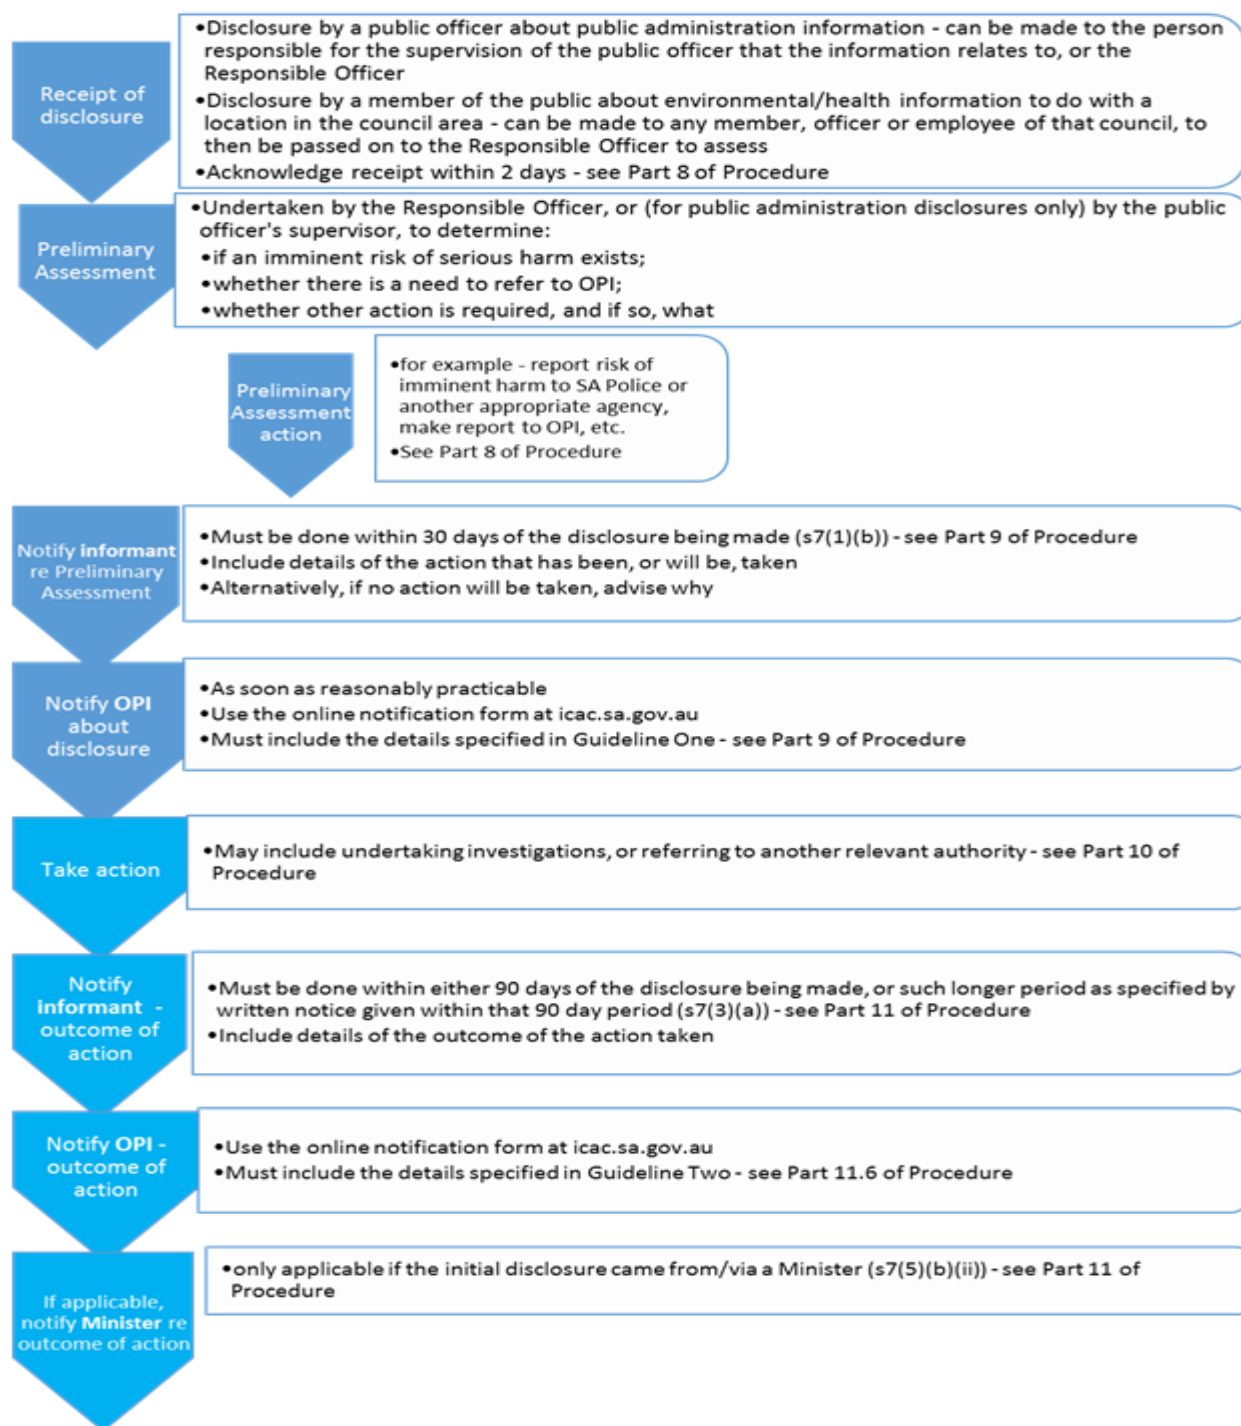 Receipt of
disclosure
•Disclosure by a public officer about public administration information - can be made to the person
responsible for the supervision of the public officer that the information relates to, or the
Responsible Officer
•Disclosure by a member of the public about environmental/health information to do with a
location in the council area - can be made to any member, officer or employee of that council, to
then be passed on to the Responsible Officer to assess
•Acknowledge receipt within 2 days - see Part 8 of Procedure
Preliminary
Assessment
•Undertaken by the Responsible Officer, or (for public administration disclosures only) by the public
officer's supervisor, to determine:
•if an imminent risk of serious harm exists;
•whether there is a need to refer to OPI;
•whether other action is required, and if so, what
Preliminary
Assessment
action
•for example - report risk of
imminent harm to SA Police or
another appropriate agency,
make report to OPI, etc.
•See Part 8 of Procedure
Notify informant
re Preliminary
Assessment
•Must be done within 30 days of the disclosure being made (s7(1)(b)) - see Part 9 of Procedure
•Include details of the action that has been, or will be, taken
•Alternatively, if no action will be taken, advise why
Notify OPI
about
disclosure
•As soon as reasonably practicable
•Use the online notification form at icac.sa.gov.au
•Must include the details specified in Guideline One - see Part 9 of Procedure
Take action
•May include undertaking investigations, or referring to another relevant authority - see Part 10 of
Procedure
Notify
informant -
outcome of
action
•Must be done within either 90 days of the disclosure being made, or such longer period as specified by
written notice given within that 90 day period (s7(3)(a)) - see Part 11 of Procedure
•Include details of the outcome of the action taken
Notify OPI -
outcome of
action
•Use the online notification form at icac.sa.gov.au
•Must include the details specified in Guideline Two - see Part 11.6 of Procedure
If applicable,
notify Minister re
outcome of action
•only applicable if the initial disclosure came from/via a Minister (s7(5)(b)(ii)) - see Part 11 of
Procedure